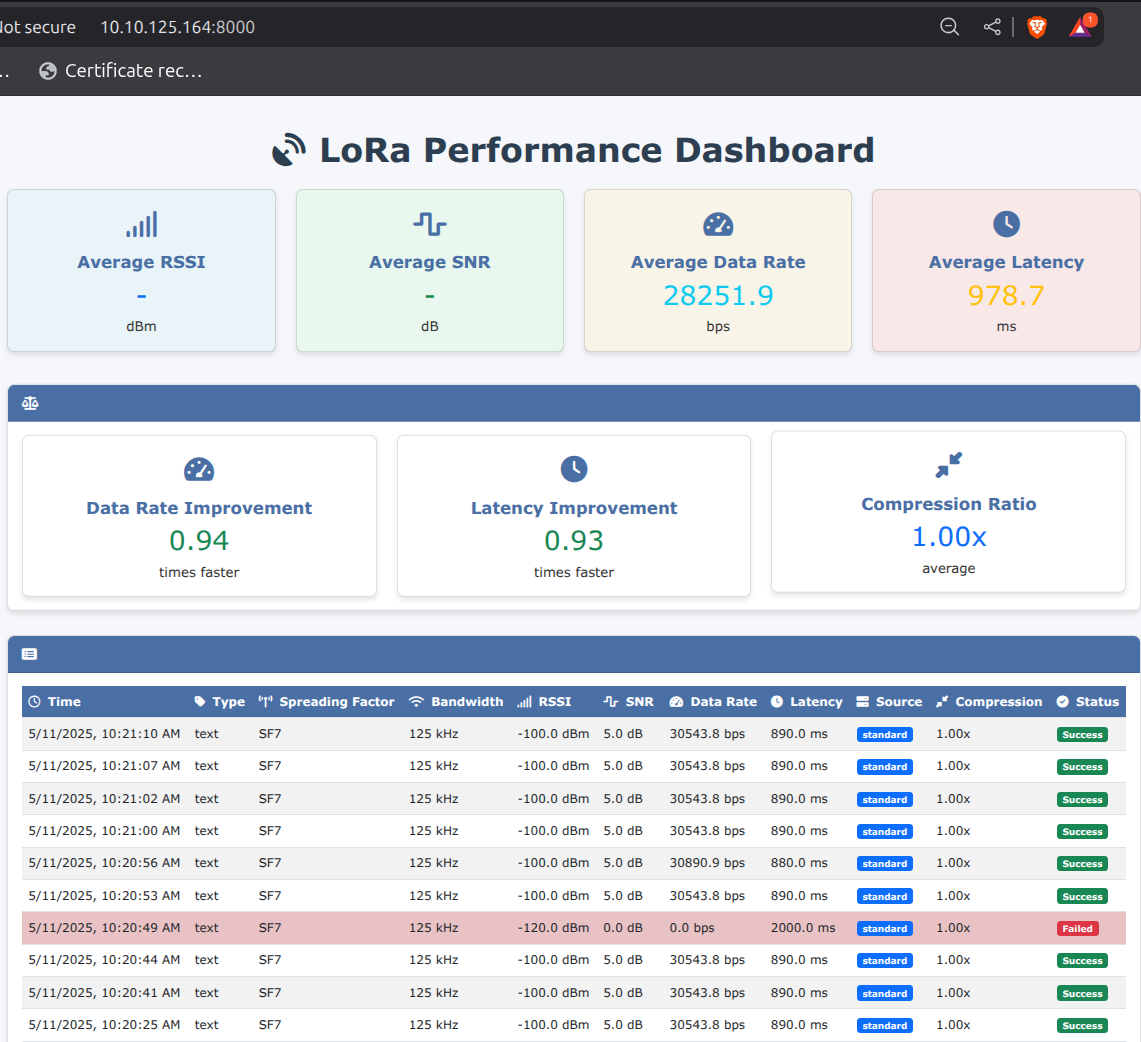 Not secure 10.10.125.164:8000 1
.. Certificate rec...
LoRa Performance Dashboard
Average RSSI Average SNR Average Data Rate Average Latency
- - 28251.9 978.7
dBm dB bps ms
Data Rate Improvement Latency Improvement Compression Ratio
0.94 0.93 1.00x
times faster times faster average
Time Type Spreading Factor Bandwidth RSSI SNR Data Rate Latency Source Compression Status
5/11/2025, 10:21:10 AM text SF7 125 kHz -100.0 dBm 5.0 dB 30543.8 bps 890.0 ms standard 1.00x Success
5/11/2025, 10:21:07 AM text SF7 125 kHz -100.0 dBm 5.0 dB 30543.8 bps 890.0 ms standard 1.00x Success
5/11/2025, 10:21:02 AM text SF7 125 kHz -100.0 dBm 5.0 dB 30543.8 bps 890.0 ms standard 1.00x Success
5/11/2025, 10:21:00 AM text SF7 125 kHz -100.0 dBm 5.0 dB 30543.8 bps 890.0 ms standard 1.00x Success
5/11/2025, 10:20:56 AM text SF7 125 kHz -100.0 dBm 5.0 dB 30890.9 bps 880.0 ms standard 1.00x Success
5/11/2025, 10:20:53 AM text SF7 125 kHz -100.0 dBm 5.0 dB 30543.8 bps 890.0 ms standard 1.00x Success
5/11/2025, 10:20:49 AM text SF7 125 kHz -120.0 dBm 0.0 dB 0.0 bps 2000.0 ms standard 1.00x Failed
5/11/2025, 10:20:44 AM text SF7 125 kHz -100.0 dBm 5.0 dB 30543.8 bps 890.0 ms standard 1.00x Success
5/11/2025, 10:20:41 AM text SF7 125 kHz -100.0 dBm 5.0 dB 30543.8 bps 890.0 ms standard 1.00x Success
5/11/2025, 10:20:25 AM text SF7 125 kHz -100.0 dBm 5.0 dB 30543.8 bps 890.0 ms standard 1.00x Success